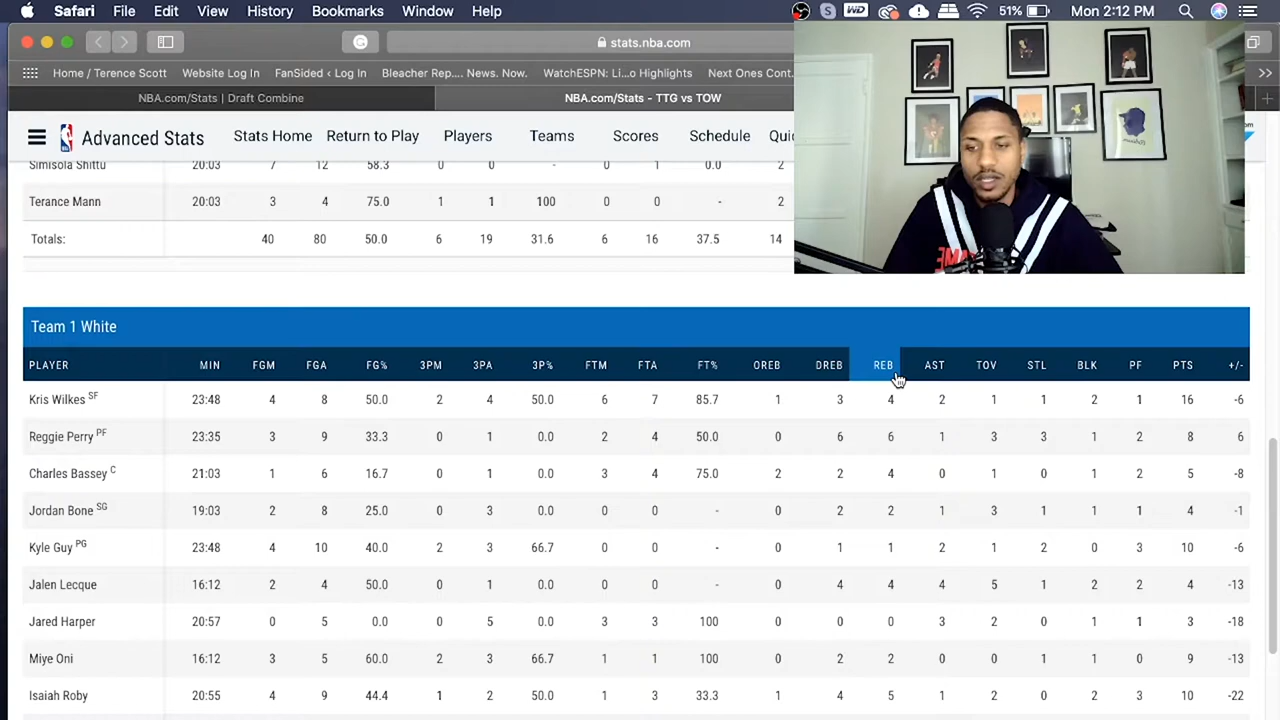 Safari File Edit View History Bookmarks Window Help WD 51% Mon 2:12 PM
stats.nba.com
Home / Terence Scott Website Log In FanSided ‹ Log In Bleacher Rep.... News. Now. WatchESPN: Li...o Highlights Next Ones Cont.
NBA.com/Stats | Draft Combine NBA.com/Stats - TTG vs TOW
Advanced Stats Stats Home Return to Play Players Teams Scores Schedule Quic
Simisola Shittu 20:03 7 12 58.3 0 0 - 0 1 0.0 2
Terance Mann 20:03 3 4 75.0 1 1 100 0 0 - 2
Totals: 40 80 50.0 6 19 31.6 6 16 37.5 14
Team 1 White
PLAYER MIN FGM FGA FG% 3PM 3PA 3P% FTM FTA FT% OREB DREB REB AST TOV STL BLK PF PTS +/-
Kris Wilkes SF 23:48 4 8 50.0 2 4 50.0 6 7 85.7 1 3 4 2 1 1 2 1 16 -6
Reggie Perry PF 23:35 3 9 33.3 0 1 0.0 2 4 50.0 0 6 6 1 3 3 1 2 8 6
Charles Bassey C 21:03 1 6 16.7 0 1 0.0 3 4 75.0 2 2 4 0 1 0 1 2 5 -8
Jordan Bone SG 19:03 2 8 25.0 0 3 0.0 0 0 - 0 2 2 1 3 1 1 1 4 -1
Kyle Guy PG 23:48 4 10 40.0 2 3 66.7 0 0 - 0 1 1 2 1 2 0 3 10 -6
Jalen Lecque 16:12 2 4 50.0 0 1 0.0 0 0 - 0 4 4 4 5 1 2 2 4 -13
Jared Harper 20:57 0 5 0.0 0 5 0.0 3 3 100 0 0 0 3 2 0 1 1 3 -18
Miye Oni 16:12 3 5 60.0 2 3 66.7 1 1 100 0 2 2 0 0 1 1 0 9 -13
Isaiah Roby 20:55 4 9 44.4 1 2 50.0 1 3 33.3 1 4 5 1 2 0 2 3 10 -22